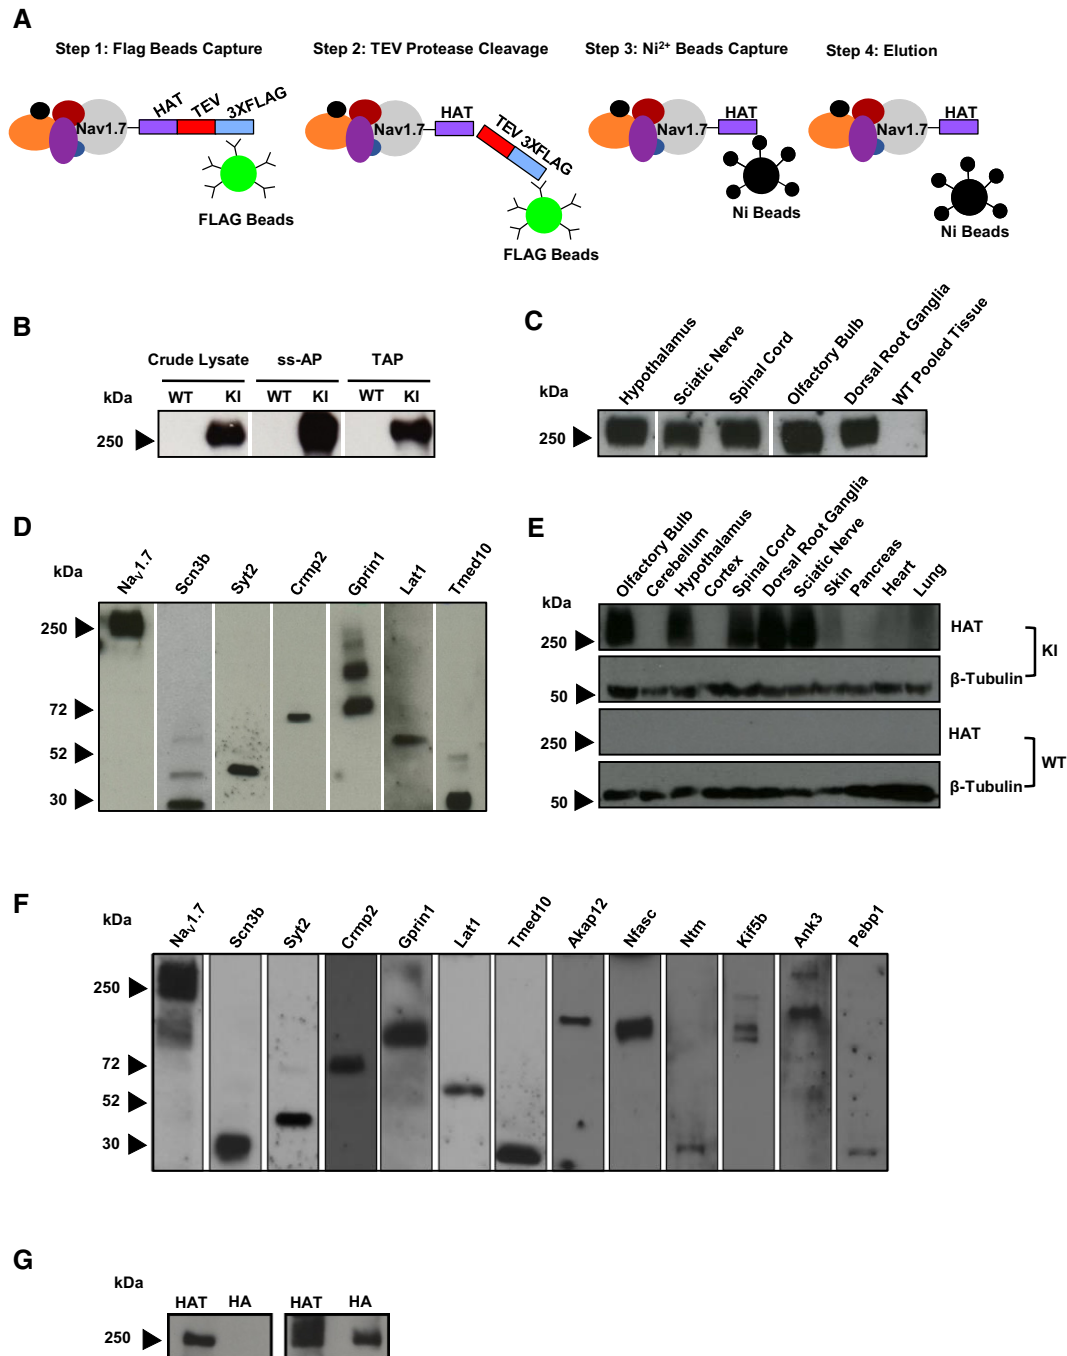 A
Step 1: Flag Beads Capture
Step 2: TEV Protease Cleavage
Step 3: Ni²⁺ Beads Capture
Step 4: Elution
Nav1.7
HAT
TEV
3XFLAG
FLAG Beads
Nav1.7
HAT
TEV
3XFLAG
FLAG Beads
Nav1.7
HAT
Ni Beads
Nav1.7
HAT
Ni Beads
B
Crude Lysate ss-AP TAP
kDa WT KI WT KI WT KI
250
C
kDa
Hypothalamus
Sciatic Nerve
Spinal Cord
Olfactory Bulb
Dorsal Root Ganglia
WT Pooled Tissue
250
D
kDa
Naᵥ1.7
Scn3b
Syt2
Crmp2
Gprin1
Lat1
Tmed10
250
72
52
30
E
kDa
Olfactory Bulb
Cerebellum
Hypothalamus
Cortex
Spinal Cord
Dorsal Root Ganglia
Sciatic Nerve
Skin
Pancreas
Heart
Lung
250
HAT
50
β-Tubulin
KI
250
HAT
50
β-Tubulin
WT
F
kDa
Naᵥ1.7
Scn3b
Syt2
Crmp2
Gprin1
Lat1
Tmed10
Akap12
Nfasc
Ntm
Kif5b
Ank3
Pebp1
250
72
52
30
G
kDa
HAT HA HAT HA
250